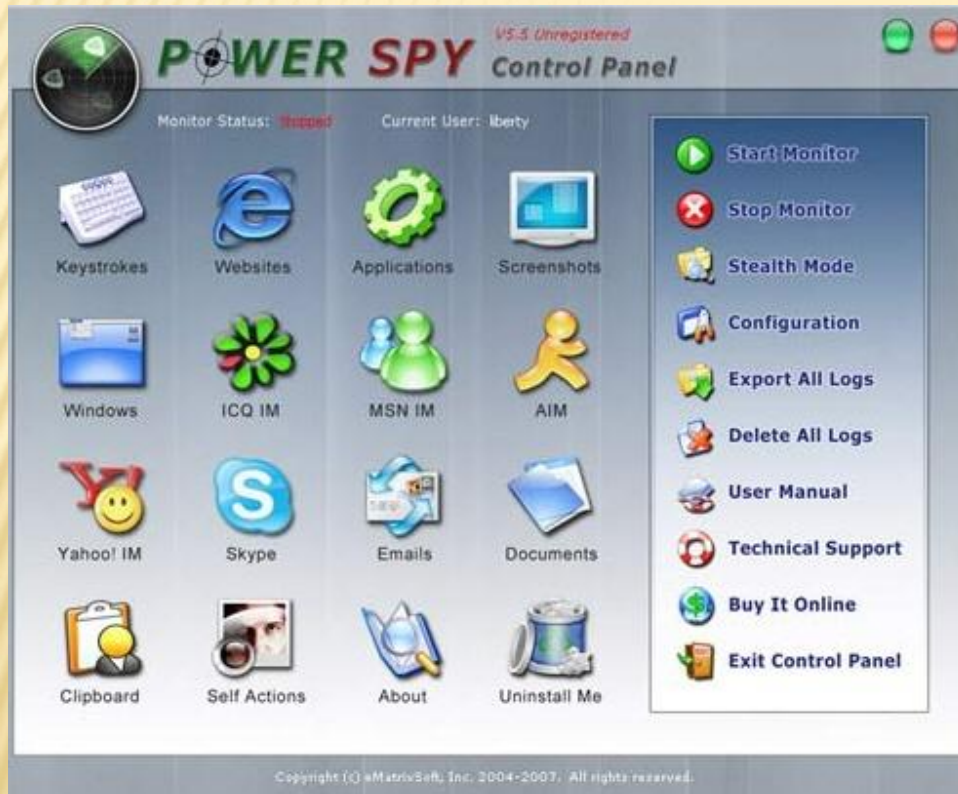 POWER SPY
V5.5 Unregistered
Control Panel
Monitor Status: Stopped Current User: liberty
Keystrokes Websites Applications Screenshots
Windows ICQ IM MSN IM AIM
Yahoo! IM Skype Emails Documents
Clipboard Self Actions About Uninstall Me
Start Monitor
Stop Monitor
Stealth Mode
Configuration
Export All Logs
Delete All Logs
User Manual
Technical Support
Buy It Online
Exit Control Panel
Copyright (c) eMatrixSoft, Inc. 2004-2007. All rights reserved.